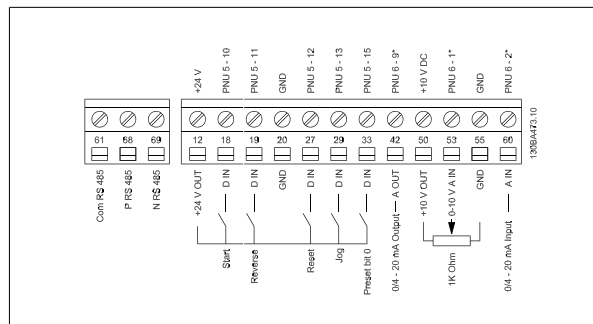 +24 V
PNU 5 - 10
PNU 5 - 11
GND
PNU 5 - 12
PNU 5 - 13
PNU 5 - 15
PNU 6 - 9*
+10 V DC
PNU 6 - 1*
GND
PNU 6 - 2*
61 68 69 12 18 19 20 27 29 33 42 50 53 55 60
Com RS 485
P RS 485
N RS 485
+24 V OUT
D IN
D IN
GND
D IN
D IN
D IN
A OUT
+10 V OUT
0-10 V A IN
GND
A IN
Start
Reverse
Reset
Jog
Preset bit 0
0/4 - 20 mA Output
1K Ohm
0/4 - 20 mA Input
130BA473.10